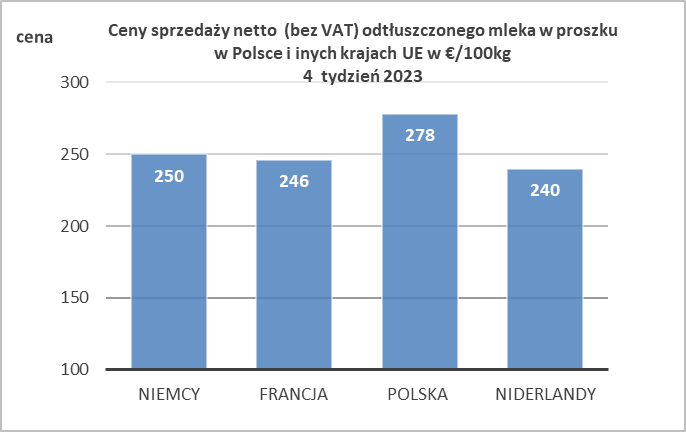 cena
Ceny sprzedaży netto  (bez VAT) odtłuszczonego mleka w proszku
w Polsce i inych krajach UE w €/100kg
4  tydzień 2023
300
250
200
150
100
250
246
278
240
NIEMCY
FRANCJA
POLSKA
NIDERLANDY